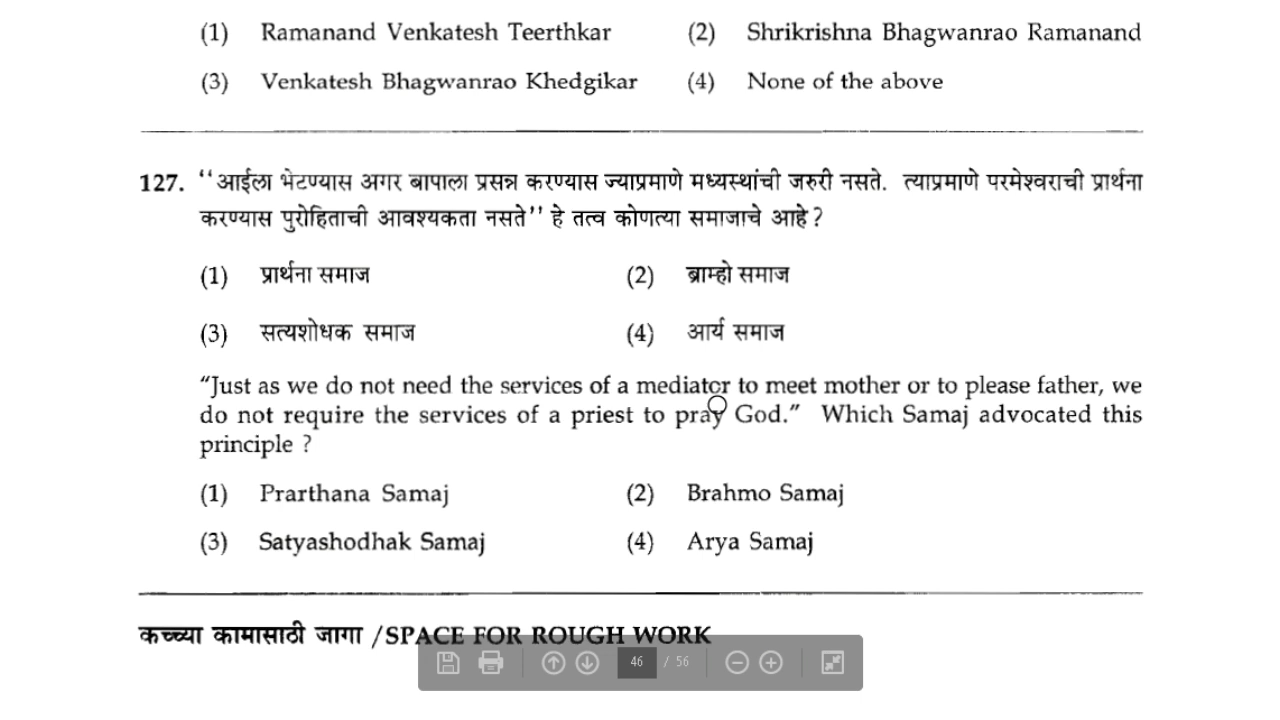 (1) Ramanand Venkatesh Teerthkar (2) Shrikrishna Bhagwanrao Ramanand
(3) Venkatesh Bhagwanrao Khedgikar (4) None of the above
127. “आईला भेटण्यास अगर बापाला प्रसन्न करण्यास ज्याप्रमाणे मध्यस्थांची जरुरी नसते. त्याप्रमाणे परमेश्वराची प्रार्थना
करण्यास पुरोहिताची आवश्यकता नसते” हे तत्व कोणत्या समाजाचे आहे ?
(1) प्रार्थना समाज (2) ब्राम्हो समाज
(3) सत्यशोधक समाज (4) आर्य समाज
“Just as we do not need the services of a mediator to meet mother or to please father, we
do not require the services of a priest to pray God.” Which Samaj advocated this
principle ?
(1) Prarthana Samaj (2) Brahmo Samaj
(3) Satyashodhak Samaj (4) Arya Samaj
कच्च्या कामासाठी जागा /SPACE FOR ROUGH WORK
46 / 56